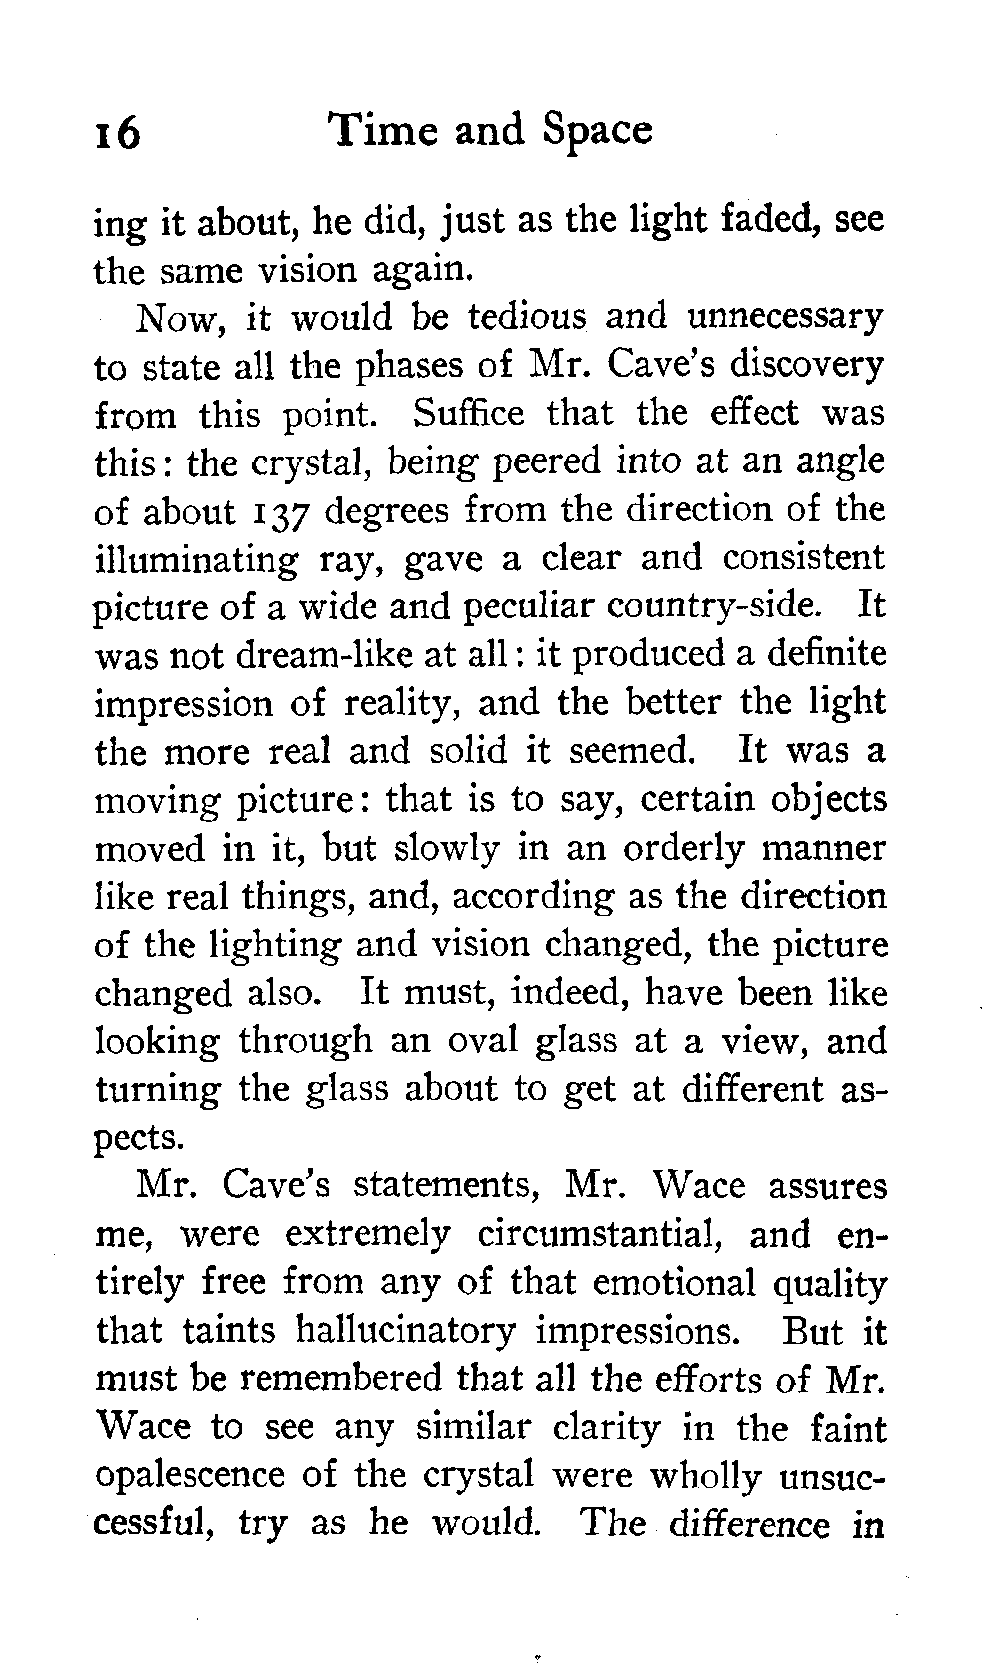 16 Time and Space
ing it about, he did, just as the light faded, see
the same vision again.
Now, it would be tedious and unnecessary
to state all the phases of Mr. Cave's discovery
from this point. Suffice that the effect was
this: the crystal, being peered into at an angle
of about 137 degrees from the direction of the
illuminating ray, gave a clear and consistent
picture of a wide and peculiar country-side. It
was not dream-like at all: it produced a definite
impression of reality, and the better the light
the more real and solid it seemed. It was a
moving picture: that is to say, certain objects
moved in it, but slowly in an orderly manner
like real things, and, according as the direction
of the lighting and vision changed, the picture
changed also. It must, indeed, have been like
looking through an oval glass at a view, and
turning the glass about to get at different as-
pects.
Mr. Cave's statements, Mr. Wace assures
me, were extremely circumstantial, and en-
tirely free from any of that emotional quality
that taints hallucinatory impressions. But it
must be remembered that all the efforts of Mr.
Wace to see any similar clarity in the faint
opalescence of the crystal were wholly unsuc-
cessful, try as he would. The difference in